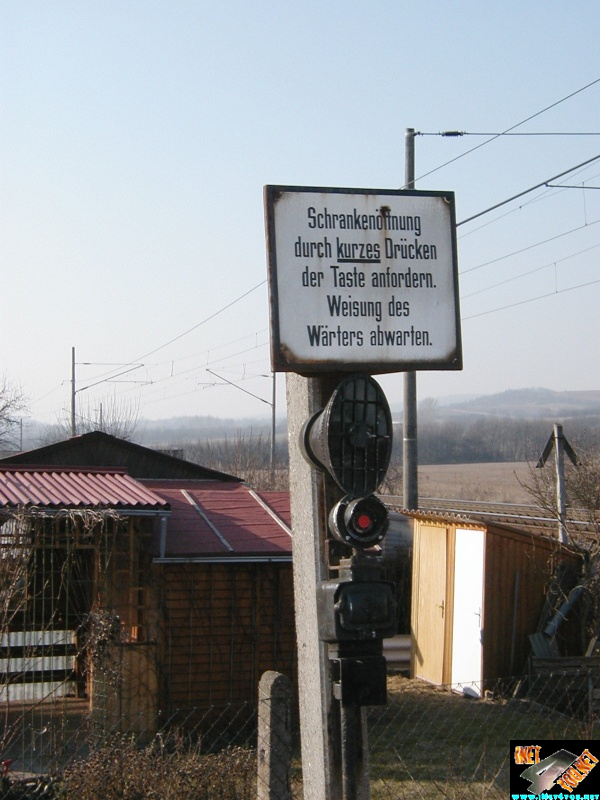 Schrankenöffnung
durch kurzes Drücken
der Taste anfordern.
Weisung des
Wärters abwarten.